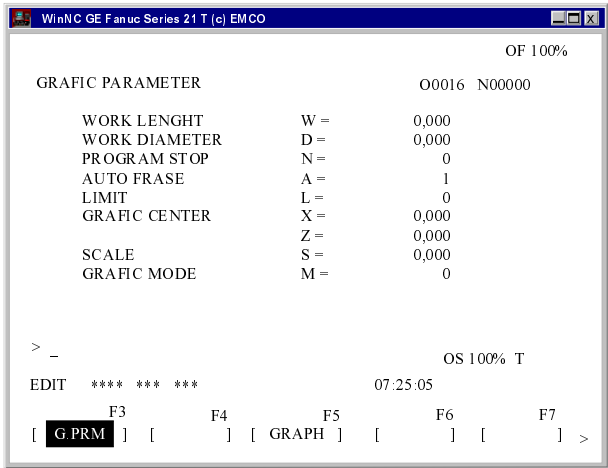 WinNC GE Fanuc Series 21 T (c) EMCO
OF 100%
GRAFIC PARAMETER O0016 N00000
WORK LENGHT W = 0,000
WORK DIAMETER D = 0,000
PROGRAM STOP N = 0
AUTO FRASE A = 1
LIMIT L = 0
GRAFIC CENTER X = 0,000
Z = 0,000
SCALE S = 0,000
GRAFIC MODE M = 0
> _
OS 100% T
EDIT **** *** *** 07:25:05
F3 F4 F5 F6 F7
[ G.PRM ] [ ] [ GRAPH ] [ ] [ ] >